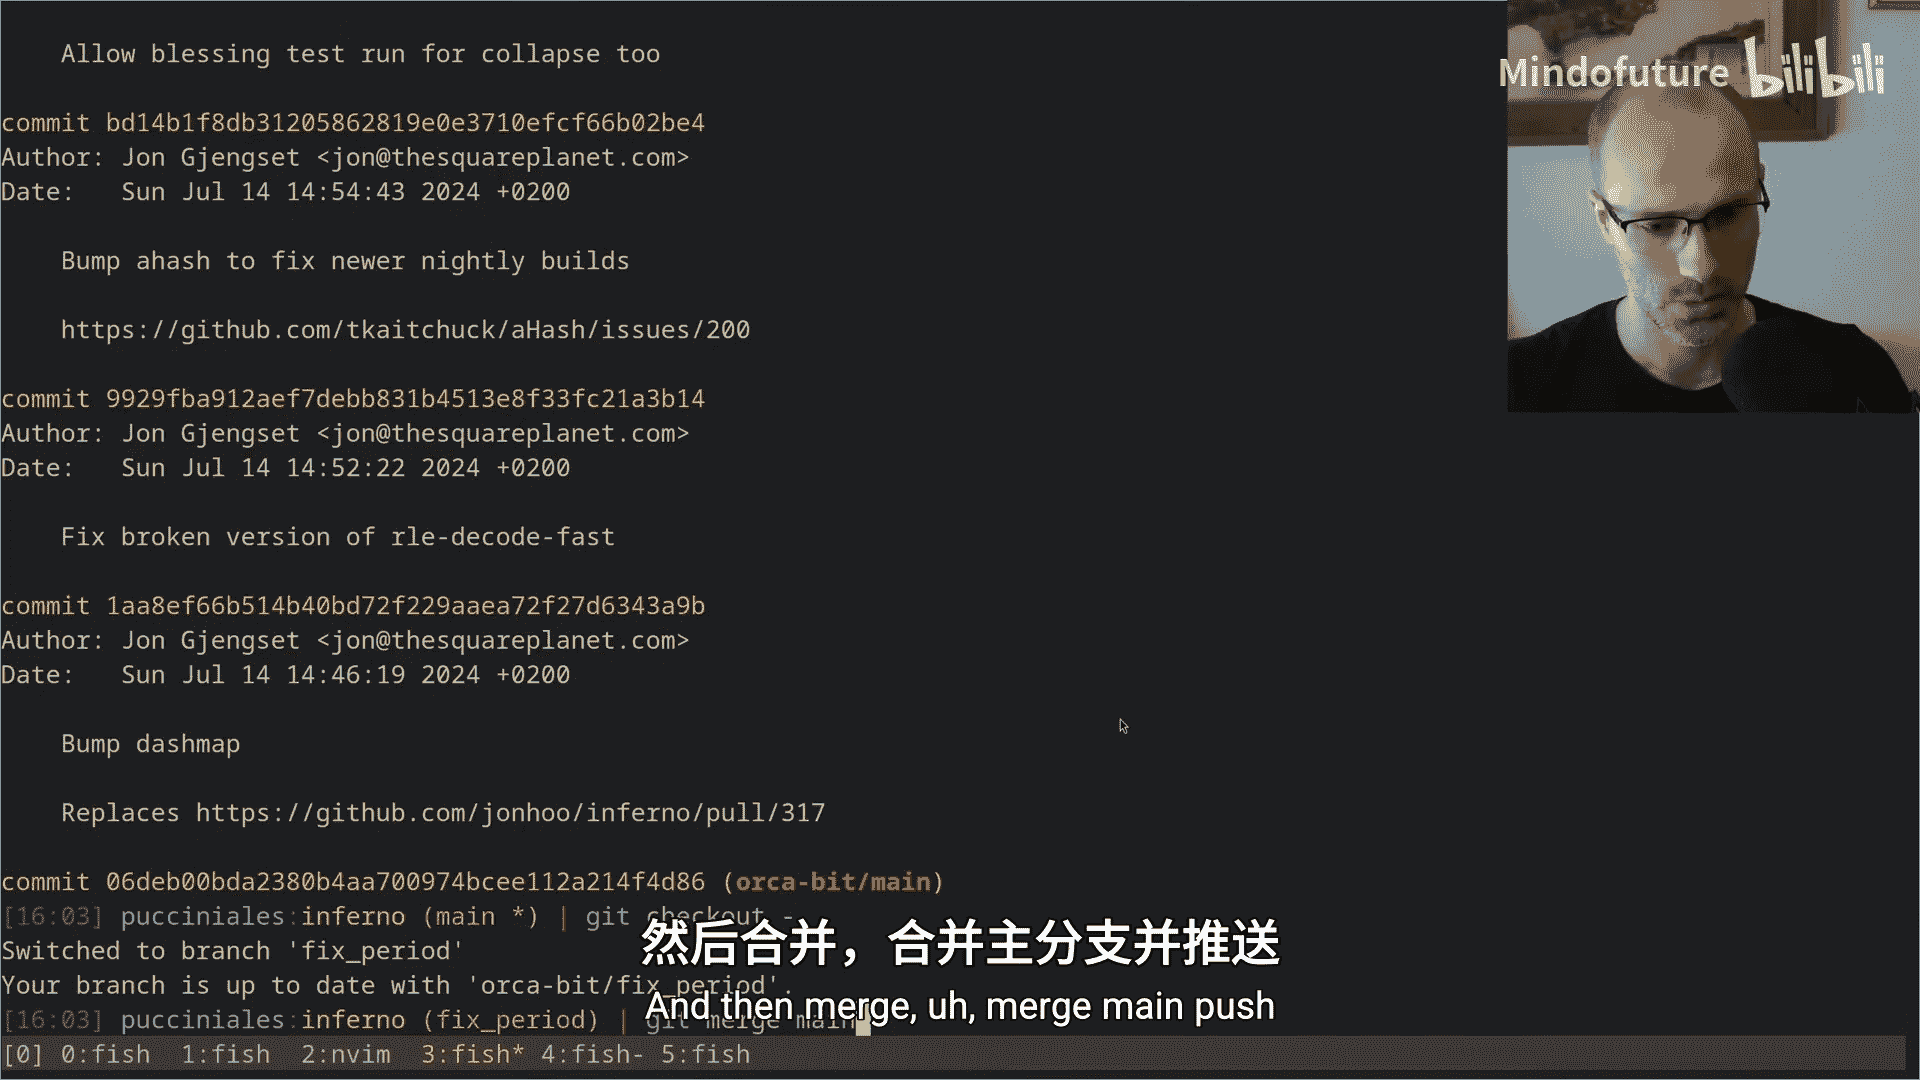 Allow blessing test run for collapse too
Mindofuture bilibili
commit bd14b1f8db31205862819e0e3710efcf66b02be4
Author: Jon Gjengset <jon@thesquareplanet.com>
Date:   Sun Jul 14 14:54:43 2024 +0200
Bump ahash to fix newer nightly builds
https://github.com/tkaitchuck/aHash/issues/200
commit 9929fba912aef7debb831b4513e8f33fc21a3b14
Author: Jon Gjengset <jon@thesquareplanet.com>
Date:   Sun Jul 14 14:52:22 2024 +0200
Fix broken version of rle-decode-fast
commit 1aa8ef66b514b40bd72f229aaea72f27d6343a9b
Author: Jon Gjengset <jon@thesquareplanet.com>
Date:   Sun Jul 14 14:46:19 2024 +0200
Bump dashmap
Replaces https://github.com/jonhoo/inferno/pull/317
commit 06deb00bda2380b4aa700974bcee112a214f4d86 (orca-bit/main)
[16:03] pucciniales:inferno (main *) | git checkout -
Switched to branch 'fix_period'
Your branch is up to date with 'orca-bit/fix_period'.
[16:03] pucciniales:inferno (fix_period) | git merge main
然后合并，合并主分支并推送
And then merge, uh, merge main push
[0] 0:fish  1:fish  2:nvim  3:fish* 4:fish- 5:fish